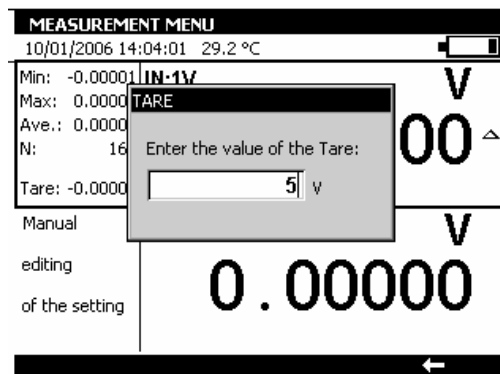 MEASUREMENT MENU
10/01/2006 14:04:01 29.2 °C
Min: -0.00001 IN:1V V
Max: 0.0000
Ave.: 0.0000
N: 16
Tare: -0.0000
00
TARE
Enter the value of the Tare:
5 V
Manual V
editing
of the setting
0.00000